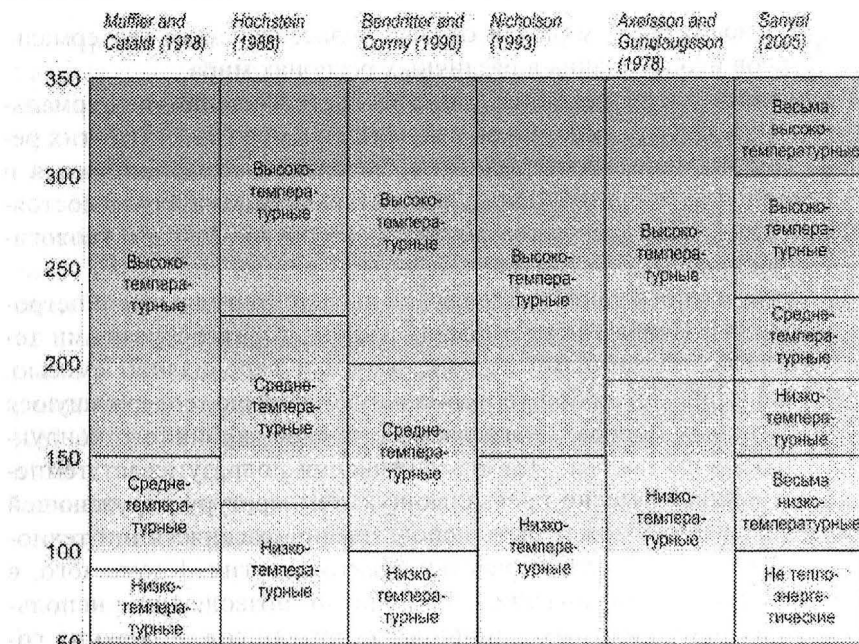 Muffler and
Cataldi (1978)
Hochstein
(1988)
Bendritter and
Cormy (1990)
Nicholson
(1993)
Axelsson and
Gunnlaugsson
(1978)
Sanyal
(2005)
350
300
250
200
150
100
50
Высоко-
темпера-
турные
Средне-
темпера-
турные
Низко-
темпера-
турные
Высоко-
темпера-
турные
Средне-
темпера-
турные
Низко-
темпера-
турные
Высоко-
темпера-
турные
Средне-
темпера-
турные
Низко-
темпера-
турные
Высоко-
темпера-
турные
Низко-
темпера-
турные
Высоко-
темпера-
турные
Низко-
темпера-
турные
Весьма
высоко-
температурные
Высоко-
темпера-
турные
Средне-
темпера-
турные
Низко-
темпера-
турные
Весьма
низко-
температурные
Не тепло-
энерге-
тические